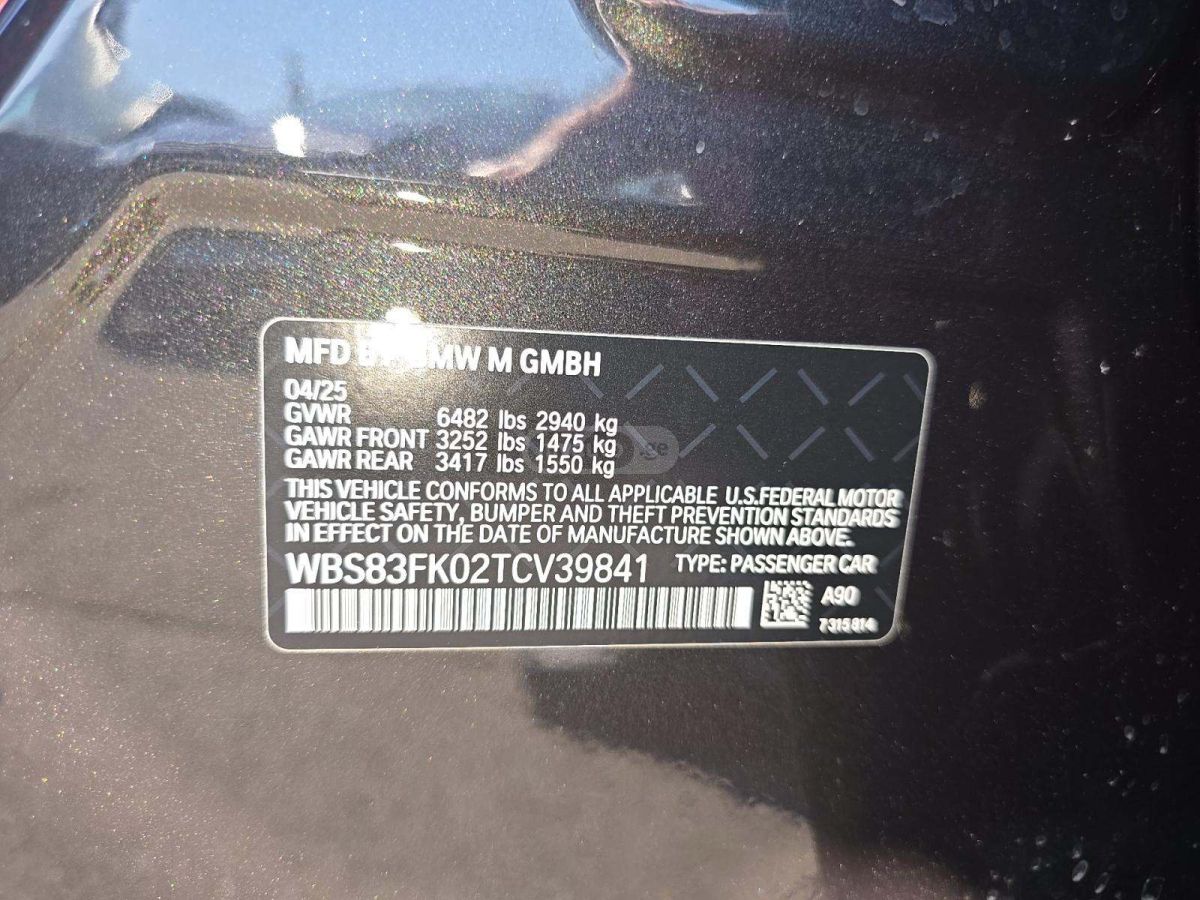 MFD BY BMW M GMBH
04/25
GVWR 6482 lbs 2940 kg
GAWR FRONT 3252 lbs 1475 kg
GAWR REAR 3417 lbs 1550 kg
THIS VEHICLE CONFORMS TO ALL APPLICABLE U.S.FEDERAL MOTOR
VEHICLE SAFETY, BUMPER AND THEFT PREVENTION STANDARDS
IN EFFECT ON THE DATE OF MANUFACTURE SHOWN ABOVE.
WBS83FK02TCV39841 TYPE: PASSENGER CAR
A90
7315814